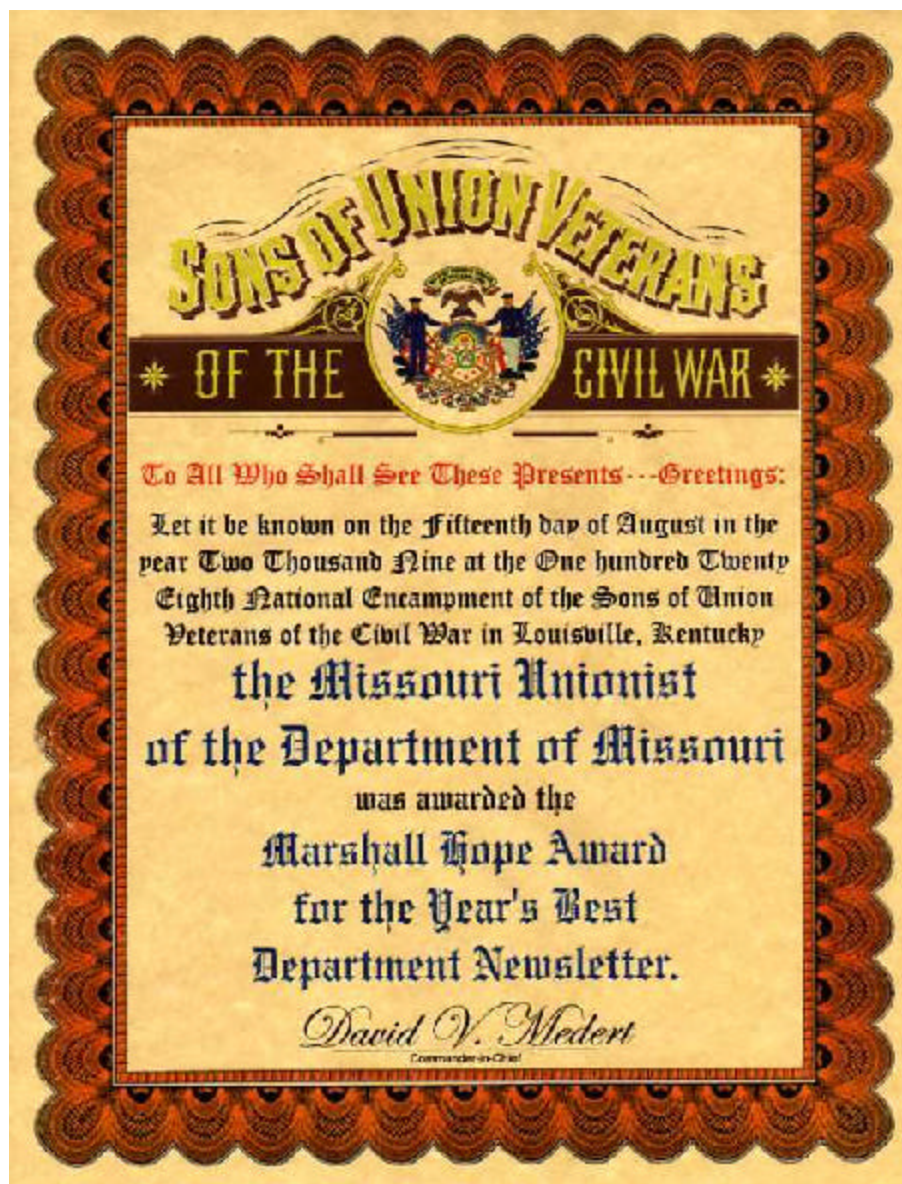 SONS OF UNION VETERANS
OF THE CIVIL WAR
To All Who Shall See These Presents---Greetings:
Let it be known on the Fifteenth day of August in the
year Two Thousand Nine at the One hundred Twenty
Eighth National Encampment of the Sons of Union
Veterans of the Civil War in Louisville, Kentucky
the Missouri Unionist
of the Department of Missouri
was awarded the
Marshall Hope Award
for the Year's Best
Department Newsletter.
David V. Medert
Commander-in-Chief